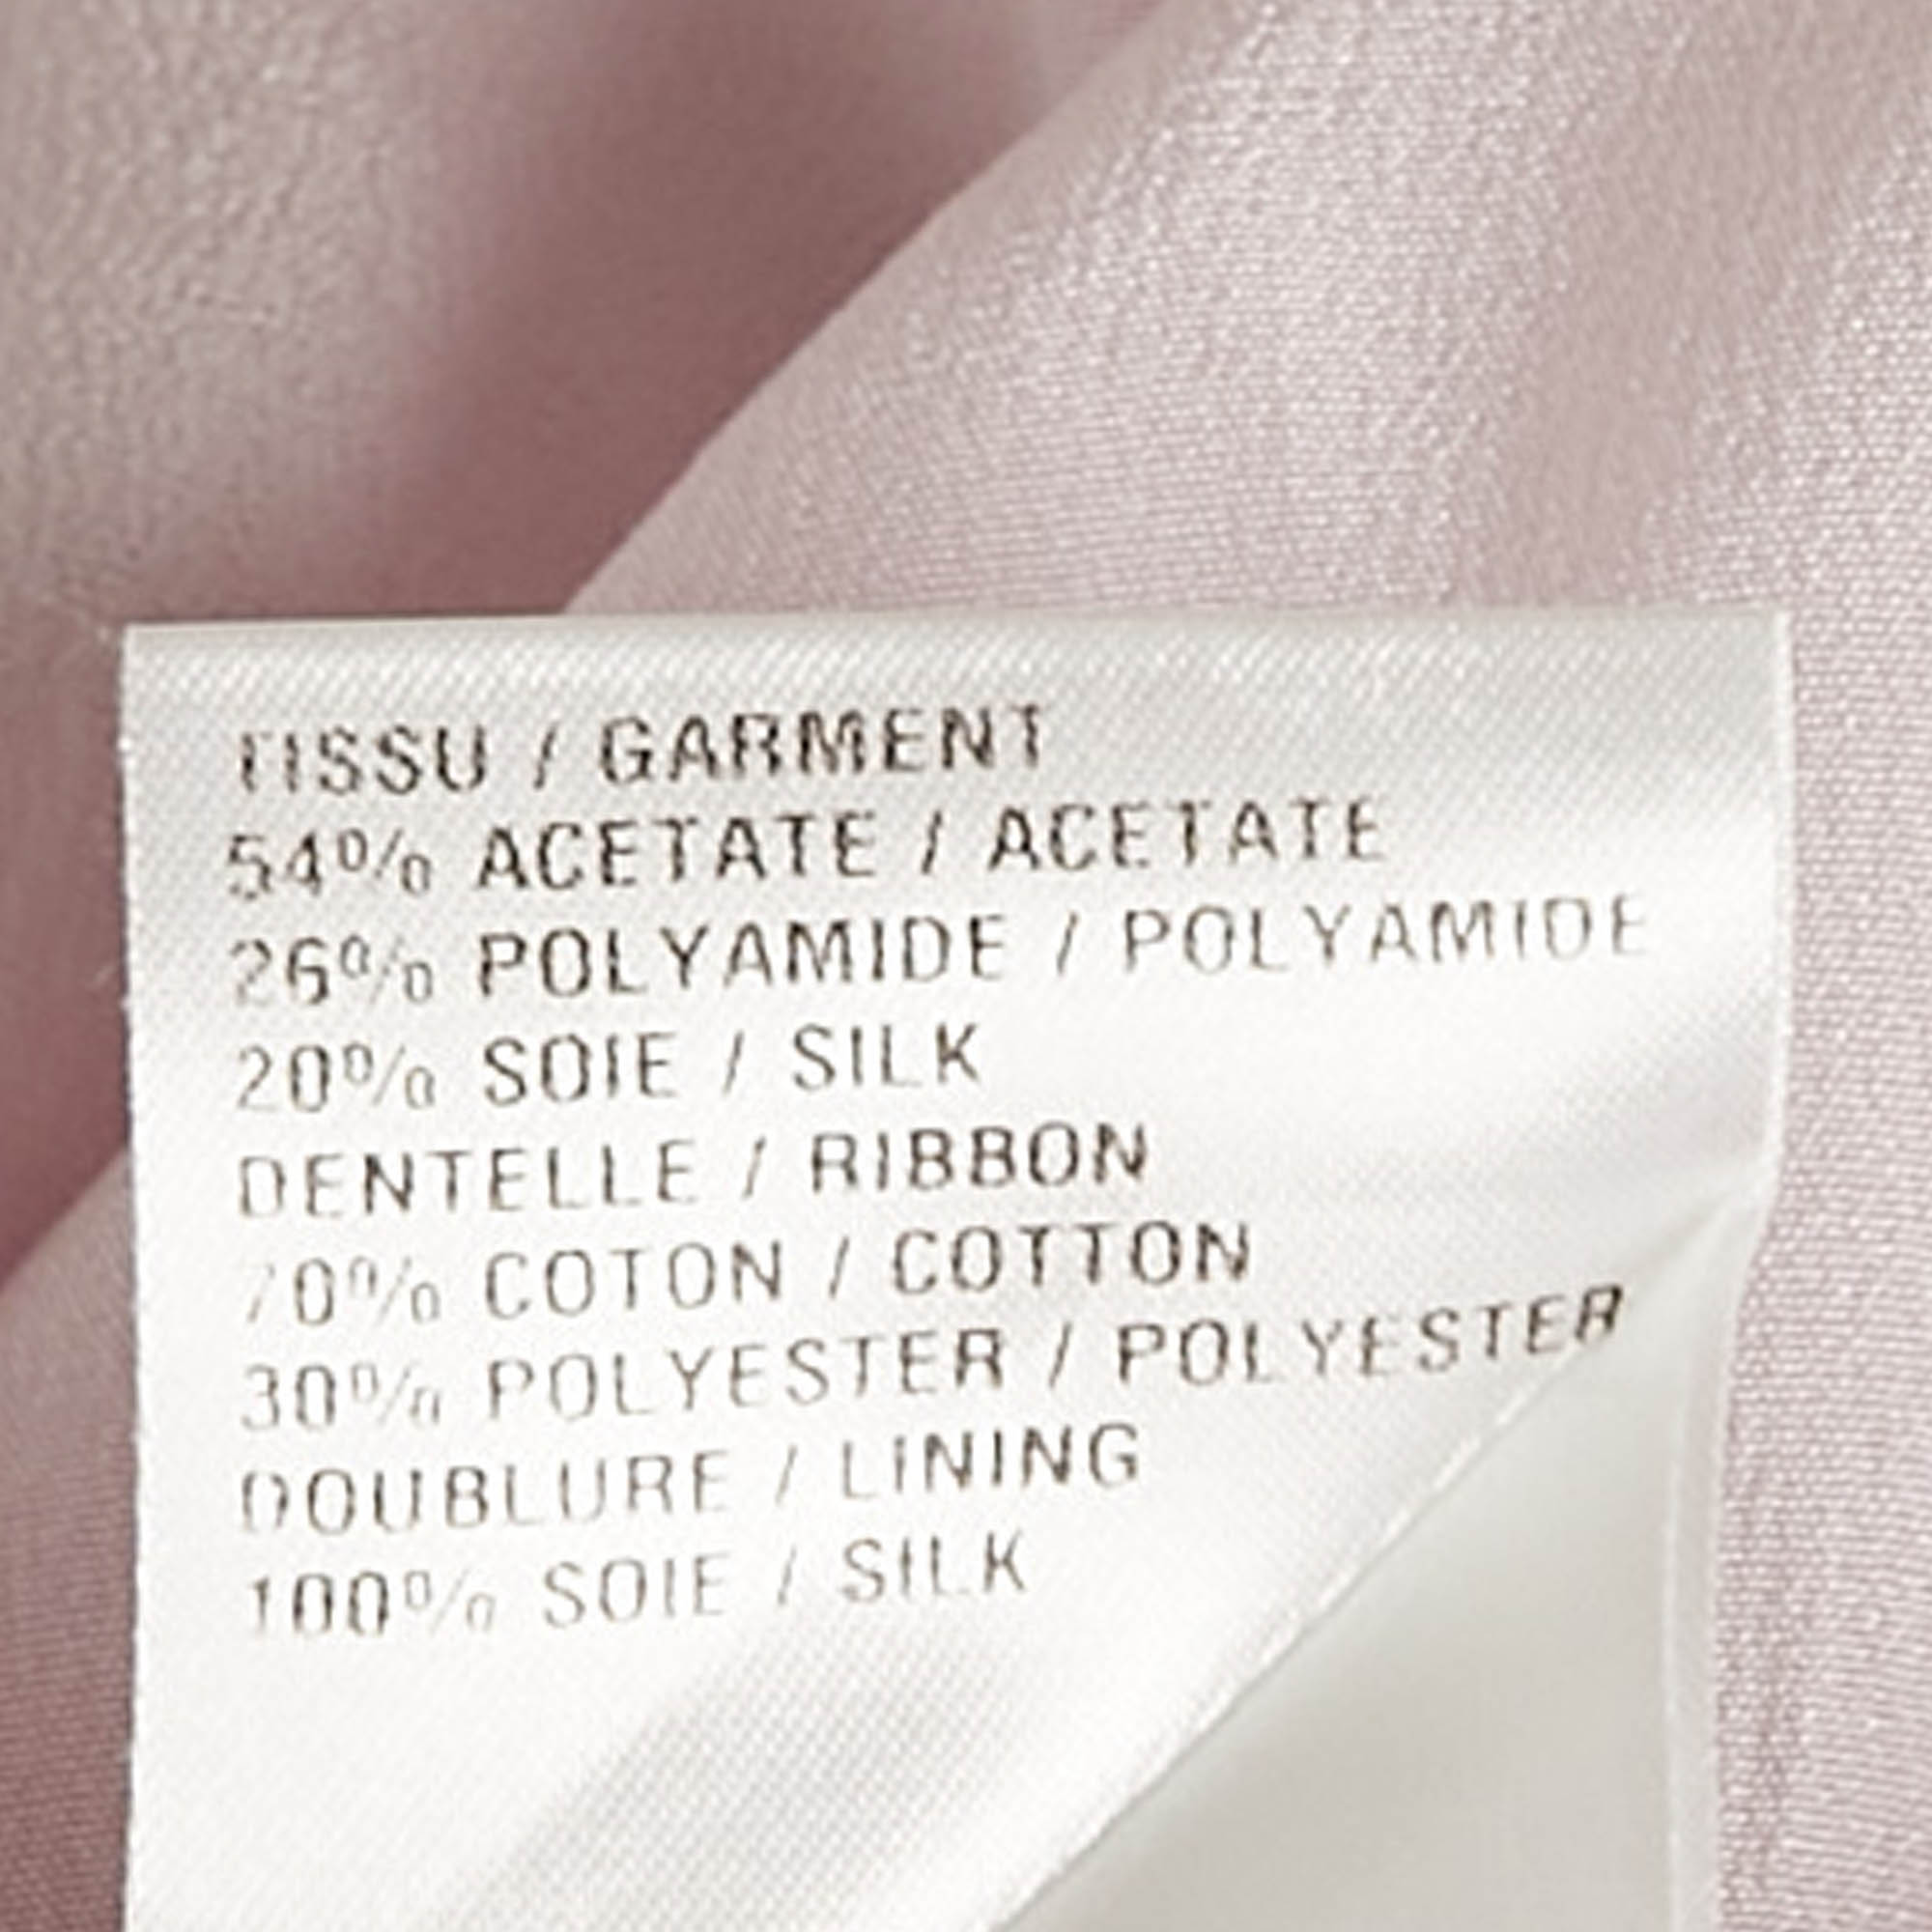 TISSU / GARMENT
54% ACETATE / ACETATE
26% POLYAMIDE / POLYAMIDE
20% SOIE / SILK
DENTELLE / RIBBON
70% COTON / COTTON
30% POLYESTER / POLYESTER
DOUBLURE / LINING
100% SOIE / SILK